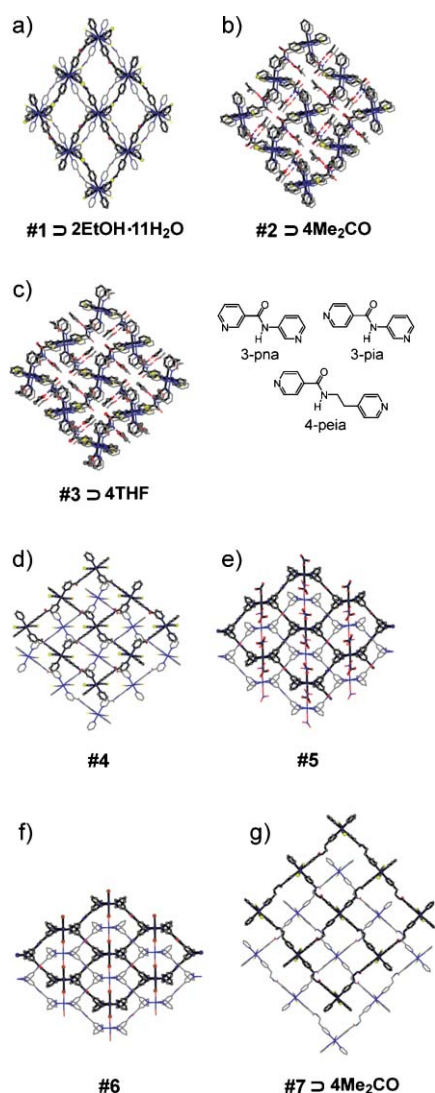 a)
b)
#1 ⊃ 2EtOH·11H₂O
#2 ⊃ 4Me₂CO
c)
O
N
N
H
N
3-pna
O
N
N
H
N
3-pia
O
N
N
H
N
4-peia
#3 ⊃ 4THF
d)
e)
#4
#5
f)
g)
#6
#7 ⊃ 4Me₂CO